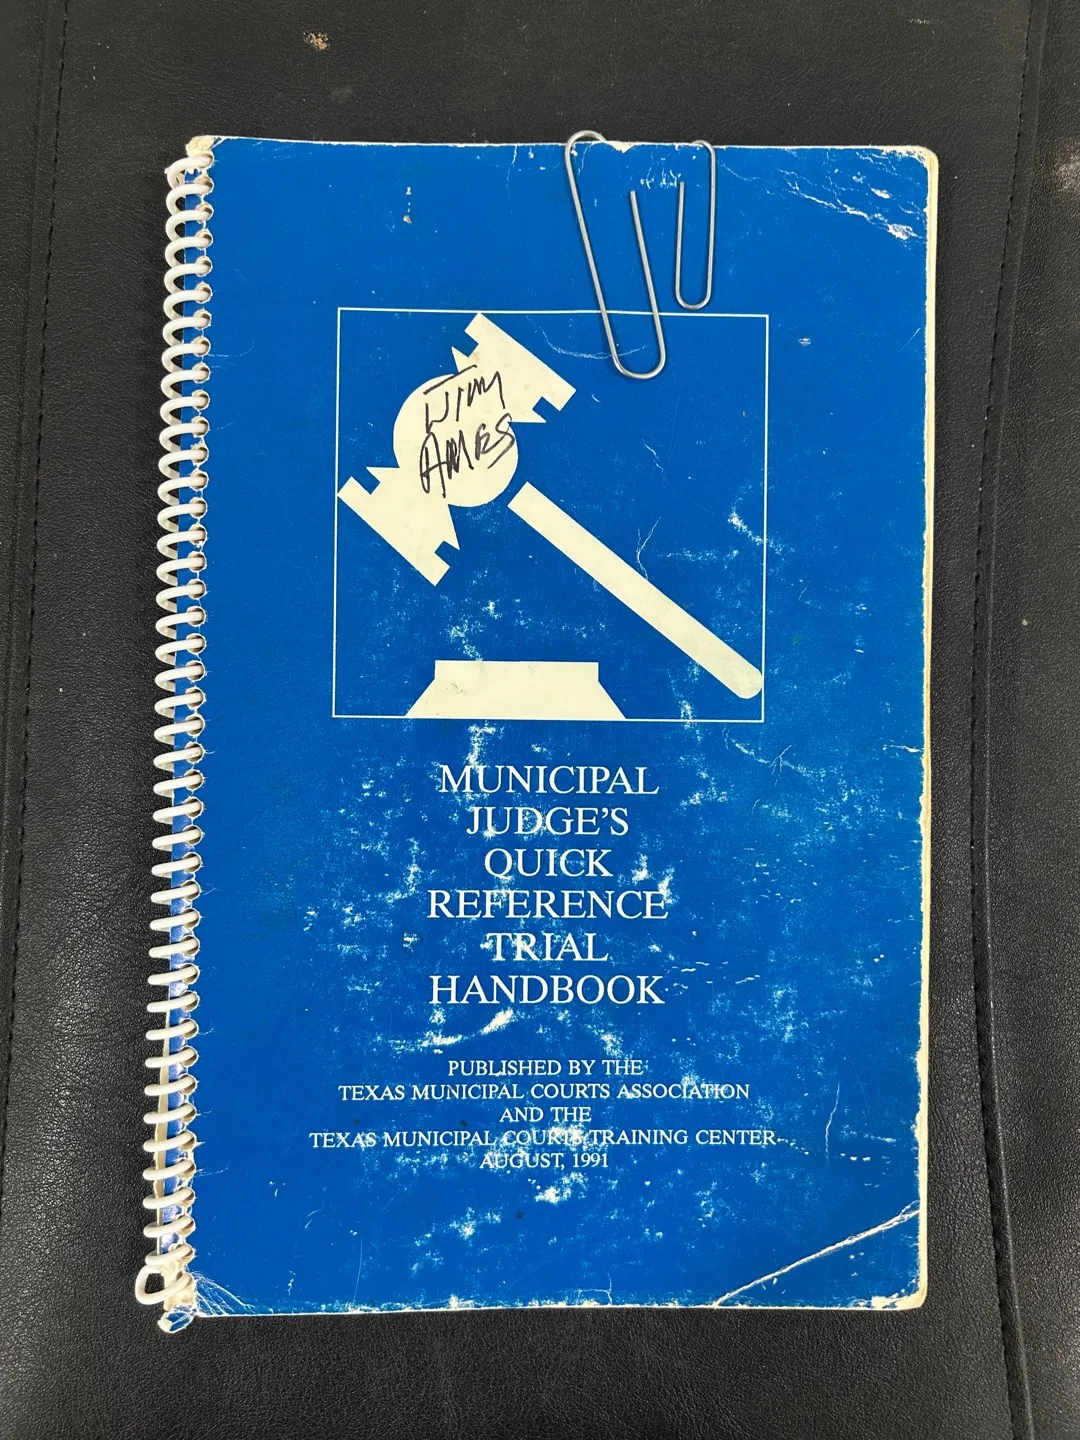 JIM
AMES
MUNICIPAL
JUDGE'S
QUICK
REFERENCE
TRIAL
HANDBOOK
PUBLISHED BY THE
TEXAS MUNICIPAL COURTS ASSOCIATION
AND THE
TEXAS MUNICIPAL COURTS TRAINING CENTER
AUGUST, 1991